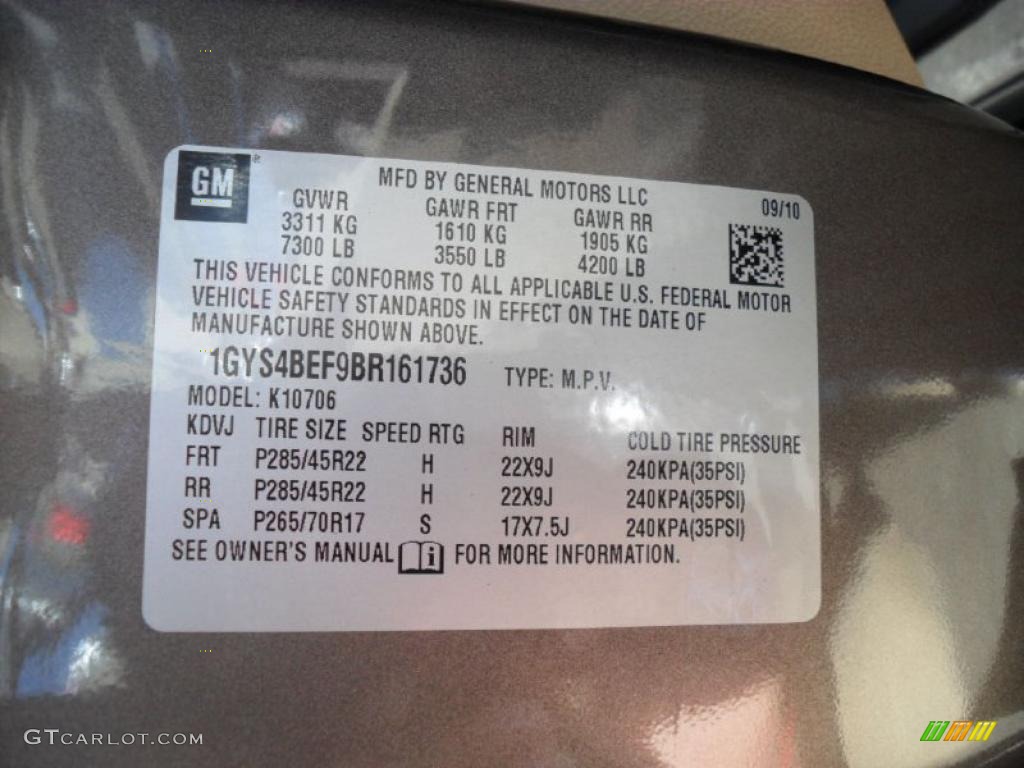 GM ®
MFD BY GENERAL MOTORS LLC
09/10
GVWR GAWR FRT GAWR RR
3311 KG 1610 KG 1905 KG
7300 LB 3550 LB 4200 LB
THIS VEHICLE CONFORMS TO ALL APPLICABLE U.S. FEDERAL MOTOR
VEHICLE SAFETY STANDARDS IN EFFECT ON THE DATE OF
MANUFACTURE SHOWN ABOVE.
1GYS4BEF9BR161736 TYPE: M.P.V.
MODEL: K10706
KDVJ TIRE SIZE SPEED RTG RIM COLD TIRE PRESSURE
FRT P285/45R22 H 22X9J 240KPA(35PSI)
RR P285/45R22 H 22X9J 240KPA(35PSI)
SPA P265/70R17 S 17X7.5J 240KPA(35PSI)
SEE OWNER'S MANUAL FOR MORE INFORMATION.
GTCARLOT.COM